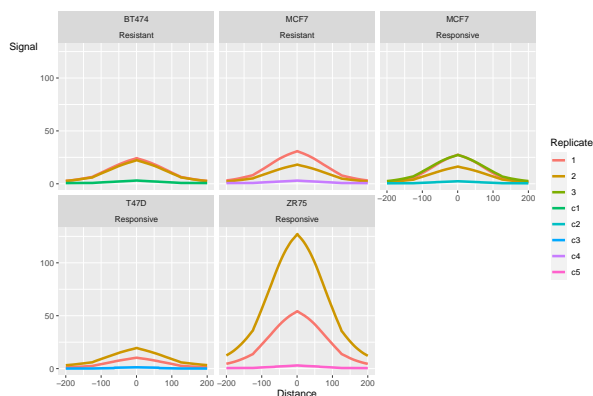 BT474
Resistant
MCF7
Resistant
MCF7
Responsive
Signal
100
50
0
−200 −100 0 100 200
T47D
Responsive
ZR75
Responsive
100
50
0
−200 −100 0 100 200
−200 −100 0 100 200
Distance
Replicate
1
2
3
c1
c2
c3
c4
c5